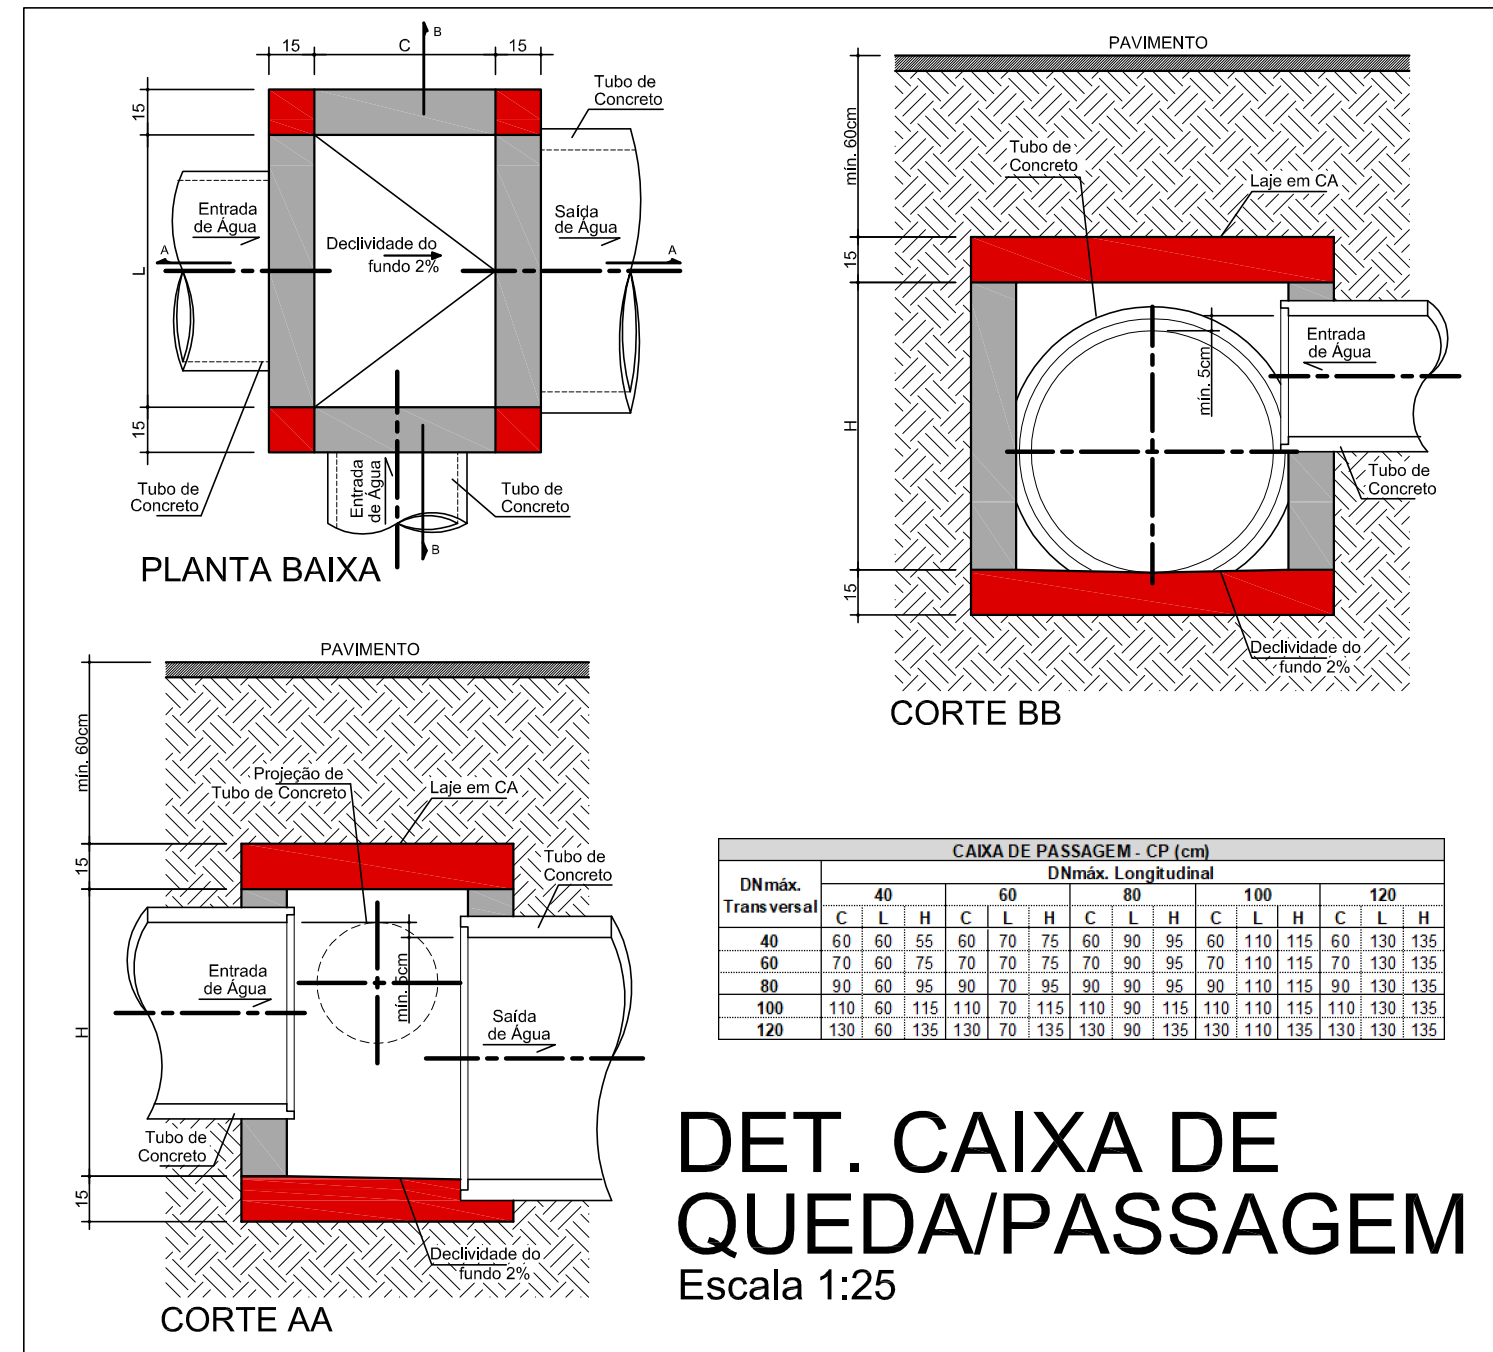 15
C
15
B
Tubo de
Concreto
15
Entrada
de Água
Saída
de Água
A
A
Declividade do
fundo 2%
L
15
Entrada
de Água
Tubo de
Concreto
Tubo de
Concreto
B
PLANTA BAIXA
PAVIMENTO
mín. 60cm
Tubo de
Concreto
Laje em CA
15
Entrada
de Água
mín. 5cm
H
Tubo de
Concreto
15
Declividade do
fundo 2%
CORTE BB
PAVIMENTO
mín. 60cm
Projeção de
Tubo de Concreto
Laje em CA
15
Tubo de
Concreto
Entrada
de Água
mín. 5cm
Saída
de Água
H
Tubo de
Concreto
15
Declividade do
fundo 2%
CORTE AA
CAIXA DE PASSAGEM - CP (cm)
DNmáx. Transversal
DNmáx. Longitudinal
40 60 80 100 120
C L H C L H C L H C L H C L H
40 60 60 55 60 70 75 60 90 95 60 110 115 60 130 135
60 70 60 75 70 70 75 70 90 95 70 110 115 70 130 135
80 90 60 95 90 70 95 90 90 95 90 110 115 90 130 135
100 110 60 115 110 70 115 110 90 115 110 110 115 110 130 135
120 130 60 135 130 70 135 130 90 135 130 110 135 130 130 135
DET. CAIXA DE
QUEDA/PASSAGEM
Escala 1:25